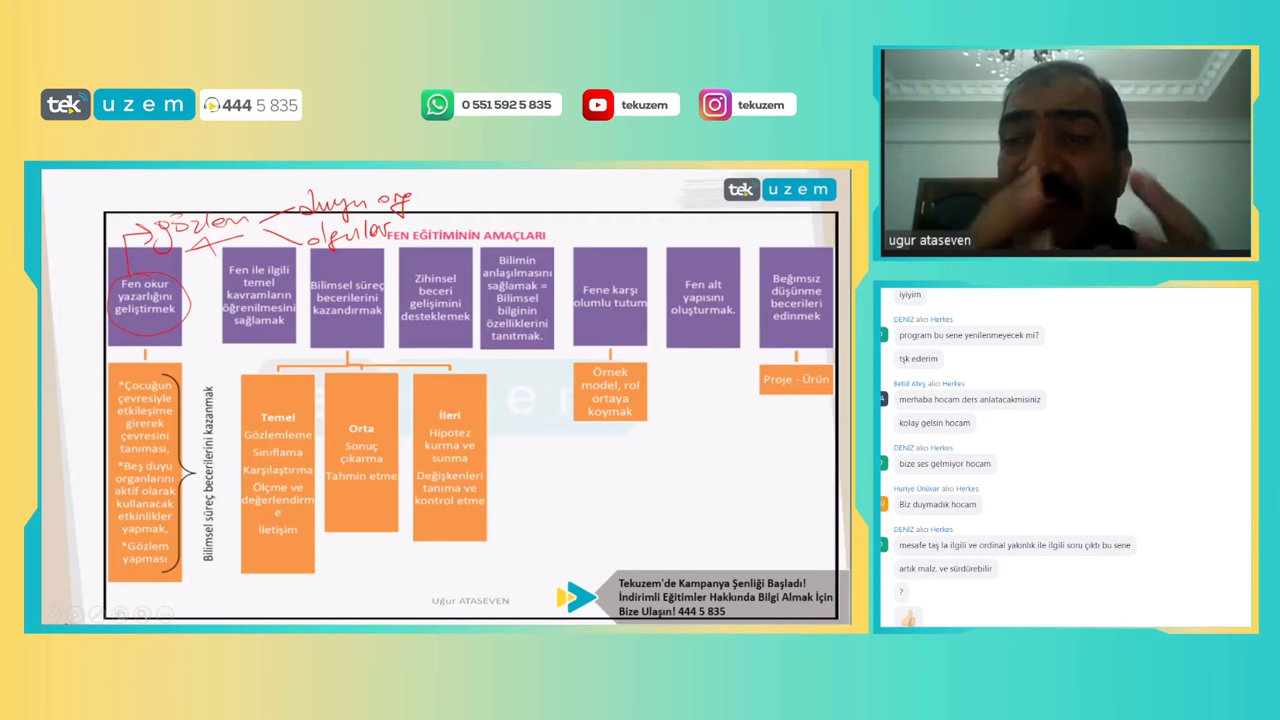 tek uzem 444 5 835
0 551 592 5 835
tekuzem
tekuzem
tek uzem
gözlem
duyu org
olgular
FEN EĞİTİMİNİN AMAÇLARI
Fen okur
yazarlığını
geliştirmek
Fen ile ilgili
temel
kavramların
öğrenilmesini
sağlamak
Bilimsel süreç
becerilerini
kazandırmak
Zihinsel
beceri
gelişimini
desteklemek
Bilimin
anlaşılmasını
sağlamak =
Bilimsel
bilginin
özelliklerini
tanıtmak.
Fene karşı
olumlu tutum
Fen alt
yapısını
oluşturmak.
Beğımsız
düşünme
becerileri
edinmek
*Çocuğun
çevresiyle
etkileşime
girerek
çevresini
tanıması,
*Beş duyu
organlarını
aktif olarak
kullanacak
etkinlikler
yapmak,
*Gözlem
yapması
Bilimsel süreç becerilerini kazanmak
Temel
Gözlemleme
Sınıflama
Karşılaştırma
Ölçme ve
değerlendirm
e
İletişim
Orta
Sonuç
çıkarma
Tahmin etme
İleri
Hipotez
kurma ve
sunma
Değişkenleri
tanıma ve
kontrol etme
Örnek
model, rol
ortaya
koymak
Proje - Ürün
Uğur ATASEVEN
Tekuzem'de Kampanya Şenliği Başladı!
İndirimli Eğitimler Hakkında Bilgi Almak İçin
Bize Ulaşın! 444 5 835
ugur ataseven
iyiyim
DENİZ alıcı Herkes
program bu sene yenilenmeyecek mi?
tşk ederim
Betül Ateş alıcı Herkes
merhaba hocam ders anlatacakmisiniz
kolay gelsin hocam
DENİZ alıcı Herkes
bize ses gelmiyor hocam
Huriye Ünüvar alıcı Herkes
Biz duymadık hocam
DENİZ alıcı Herkes
mesafe taş la ilgili ve ordinal yakınlık ile ilgili soru çıktı bu sene
artık malz. ve sürdürebilir
?